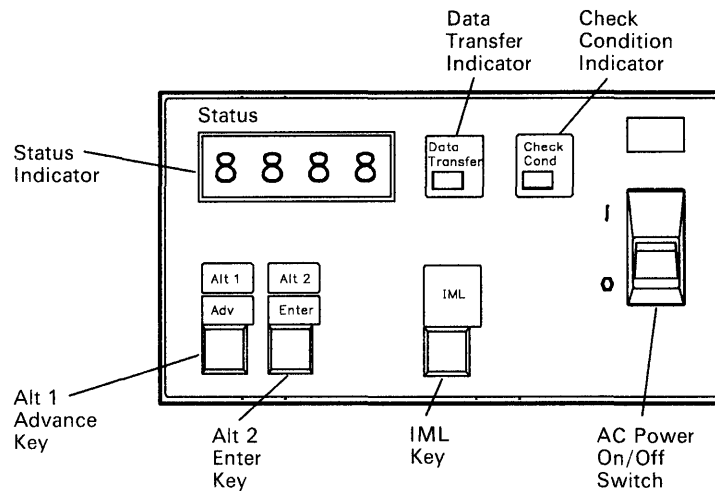 Data
Transfer
Indicator
Check
Condition
Indicator
Status
Status
Indicator
8 8 8 8
Data
Transfer
Check
Cond
I
O
Alt 1
Alt 2
Adv
Enter
IML
Alt 1
Advance
Key
Alt 2
Enter
Key
IML
Key
AC Power
On/Off
Switch